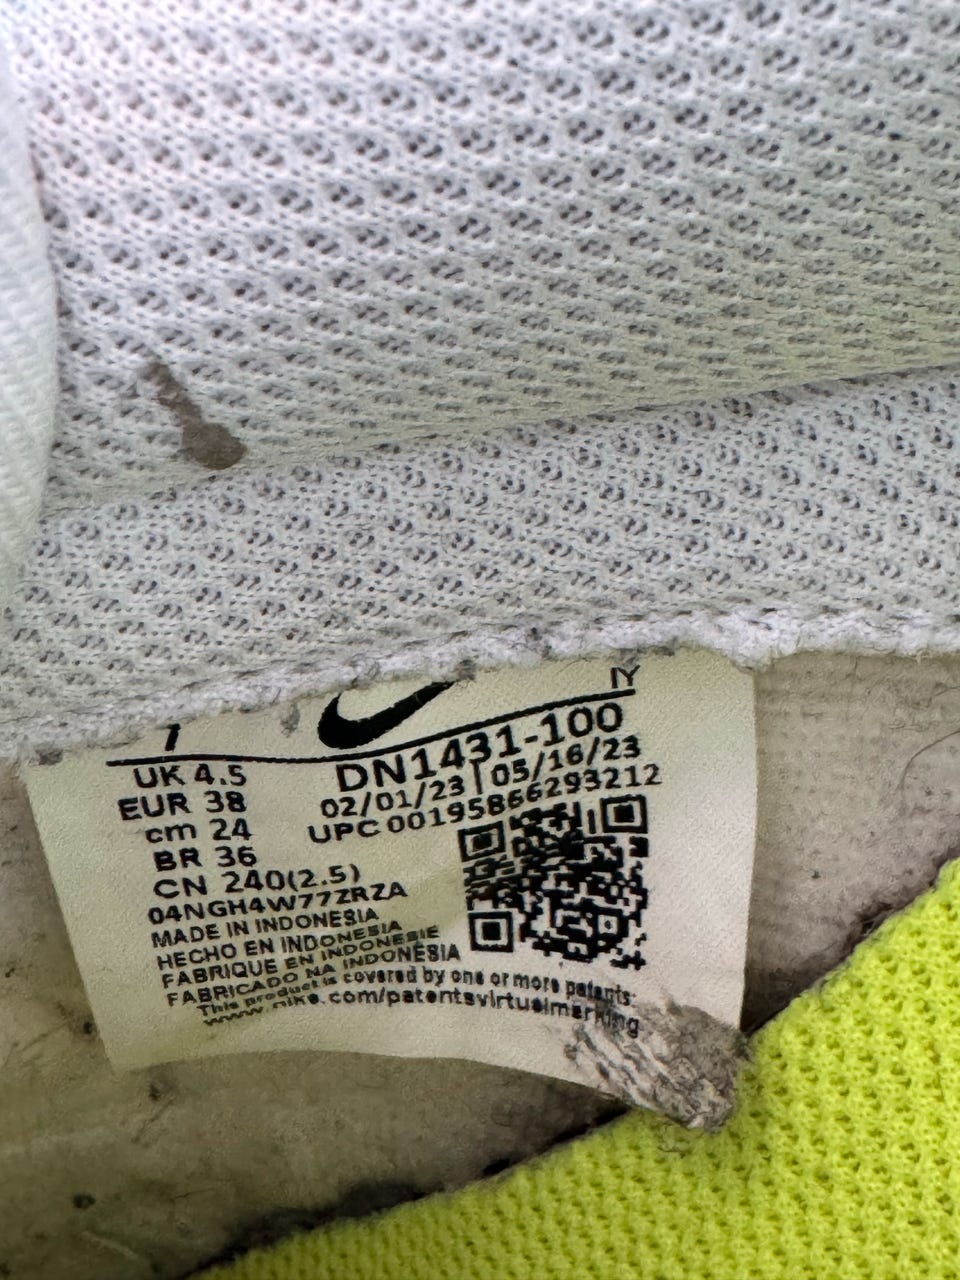 7
IY
UK 4.5
EUR 38
cm 24
BR 36
CN 240(2.5)
DN1431-100
02/01/23 | 05/16/23
UPC 00195866293212
04NGH4W77ZRZA
MADE IN INDONESIA
HECHO EN INDONESIA
FABRIQUE EN INDONESIE
FABRICADO NA INDONÉSIA
This product is covered by one or more patents:
www.nike.com/patentsvirtualmarking